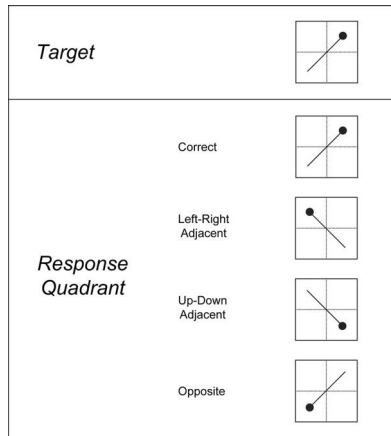 Target
Correct
Left-Right
Adjacent
Response
Quadrant
Up-Down
Adjacent
Opposite